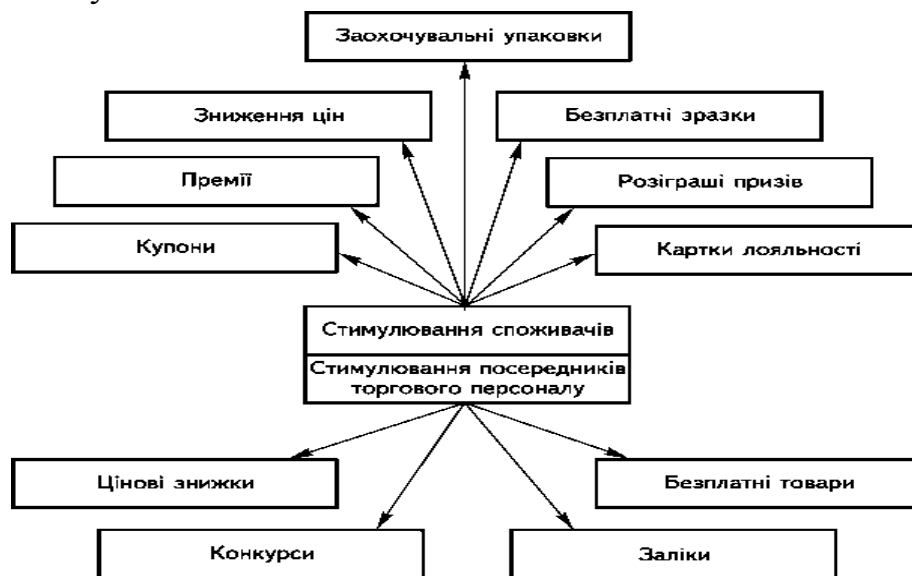 Заохочувальні упаковки
Зниження цін
Безплатні зразки
Премії
Розіграші призів
Купони
Картки лояльності
Стимулювання споживачів
Стимулювання посередників
торгового персоналу
Цінові знижки
Безплатні товари
Конкурси
Заліки